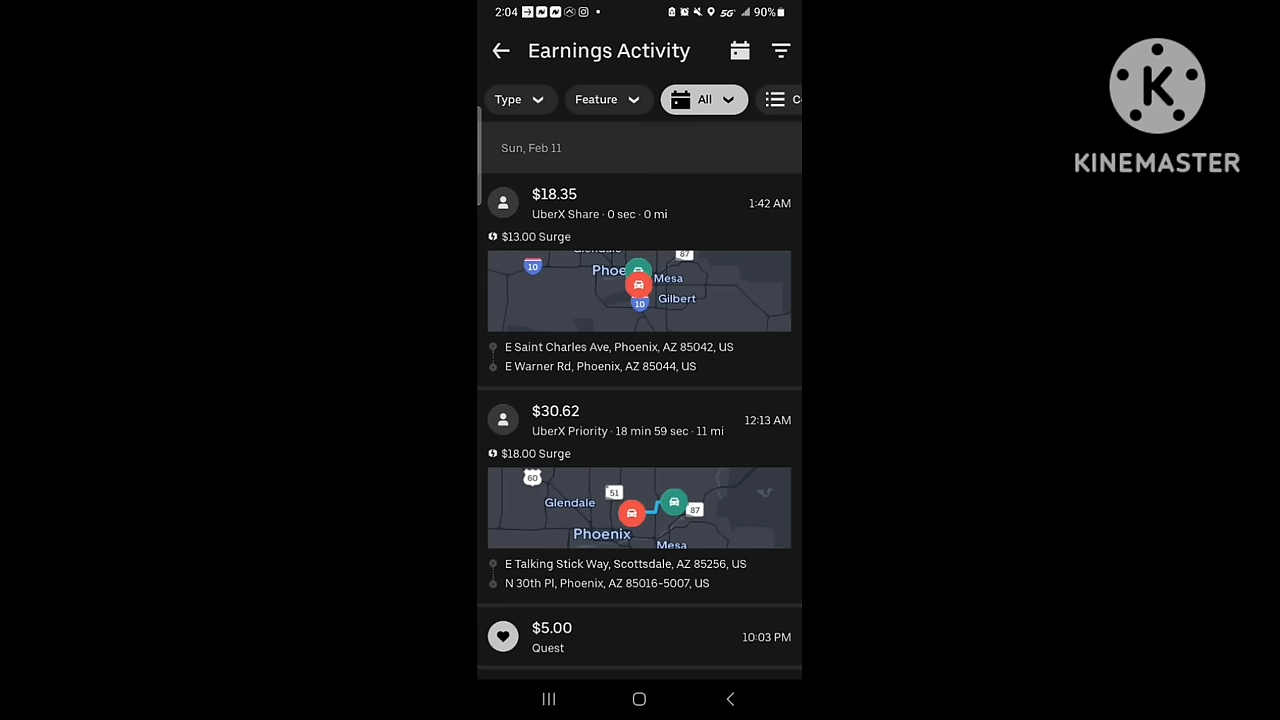 2:04 5G 90%
Earnings Activity
Type Feature All
K
KINEMASTER
Sun, Feb 11
$18.35
UberX Share · 0 sec · 0 mi
1:42 AM
$13.00 Surge
Glendale
87
10
Phoe
Mesa
10
Gilbert
E Saint Charles Ave, Phoenix, AZ 85042, US
E Warner Rd, Phoenix, AZ 85044, US
$30.62
UberX Priority · 18 min 59 sec · 11 mi
12:13 AM
$18.00 Surge
60
51
Glendale
87
Phoenix
Mesa
E Talking Stick Way, Scottsdale, AZ 85256, US
N 30th Pl, Phoenix, AZ 85016-5007, US
$5.00
Quest
10:03 PM